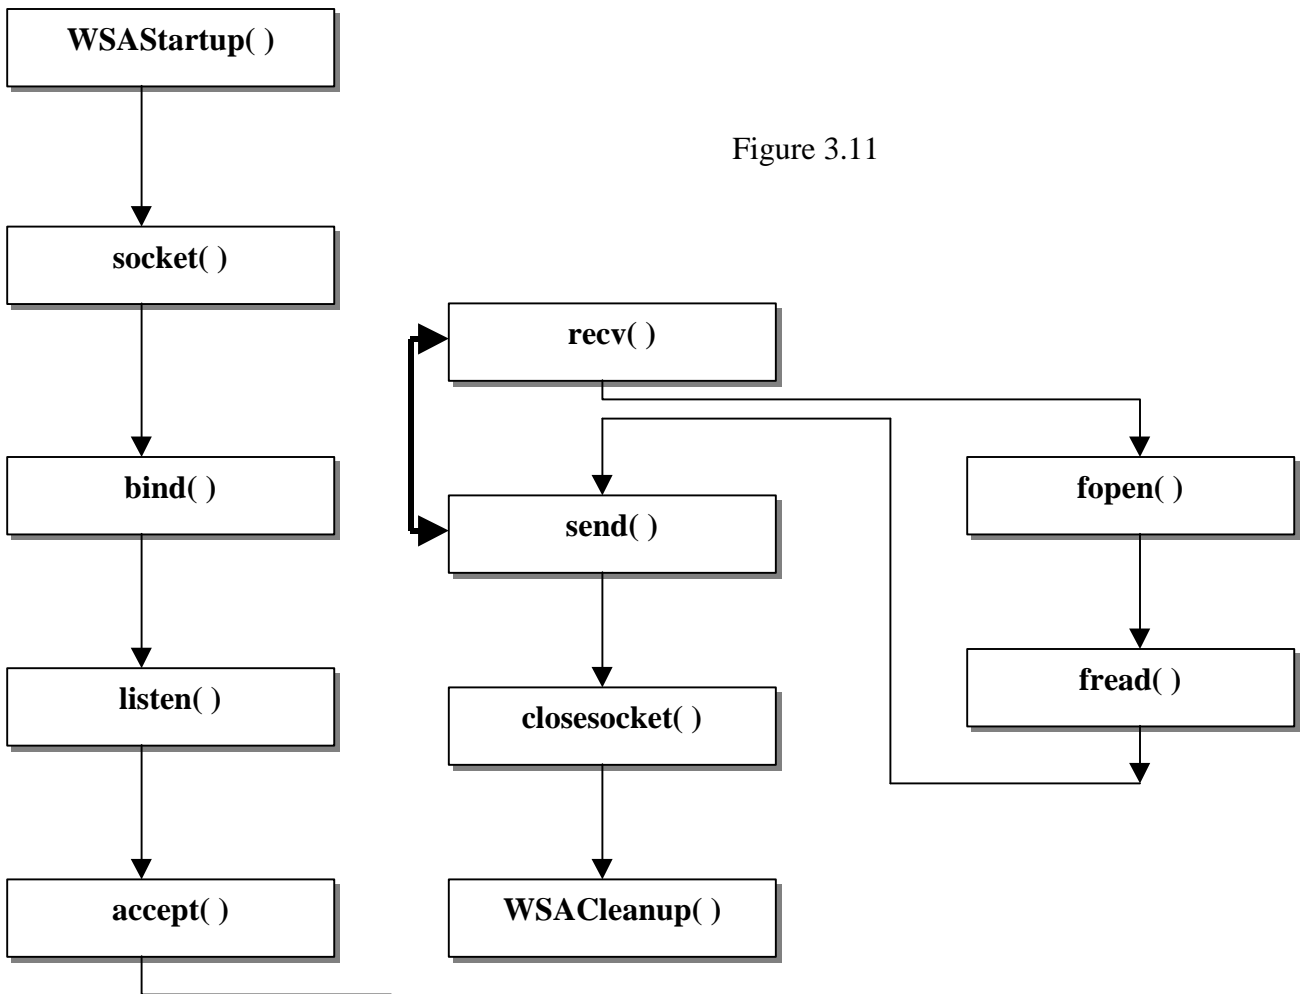 WSAStartup( )
Figure 3.11
socket( )
recv( )
bind( )
send( )
fopen( )
listen( )
closesocket( )
fread( )
accept( )
WSACleanup( )